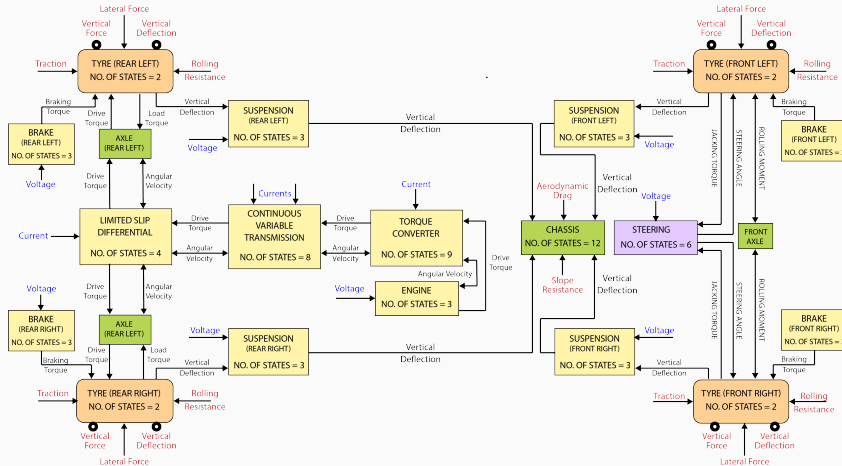 Lateral Force
Vertical
Force
Vertical
Deflection
TYRE (REAR LEFT)
NO. OF STATES = 2
Traction
Rolling
Resistance
Braking
Torque
Drive
Torque
Load
Torque
Vertical
Deflection
BRAKE
(REAR LEFT)
NO. OF STATES = 3
Voltage
AXLE
(REAR LEFT)
SUSPENSION
(REAR LEFT)
NO. OF STATES = 3
Voltage
Vertical
Deflection
Drive
Torque
Angular
Velocity
Currents
Current
LIMITED SLIP
DIFFERENTIAL
NO. OF STATES = 4
Current
Drive
Torque
Angular
Velocity
CONTINUOUS
VARIABLE
TRANSMISSION
NO. OF STATES = 8
Drive
Torque
Angular
Velocity
TORQUE
CONVERTER
NO. OF STATES = 9
Angular Velocity
Drive
Torque
Voltage
ENGINE
NO. OF STATES = 3
Drive
Torque
Angular
Velocity
Voltage
BRAKE
(REAR RIGHT)
NO. OF STATES = 3
AXLE
(REAR LEFT)
Braking
Torque
Drive
Torque
Load
Torque
Vertical
Deflection
Voltage
SUSPENSION
(REAR RIGHT)
NO. OF STATES = 3
Vertical
Deflection
Traction
TYRE (REAR RIGHT)
NO. OF STATES = 2
Rolling
Resistance
Vertical
Force
Vertical
Deflection
Lateral Force
Lateral Force
Vertical
Force
Vertical
Deflection
Traction
TYRE (FRONT LEFT)
NO. OF STATES = 2
Rolling
Resistance
SUSPENSION
(FRONT LEFT)
NO. OF STATES = 3
Vertical
Deflection
Voltage
Braking
Torque
BRAKE
(FRONT LEFT)
NO. OF STATES = 3
JACKING TORQUE
STEERING ANGLE
ROLLING MOMENT
Vertical
Deflection
Aerodynamic
Drag
Voltage
CHASSIS
NO. OF STATES = 12
STEERING
NO. OF STATES = 6
FRONT
AXLE
Slope
Resistance
Vertical
Deflection
JACKING TORQUE
STEERING ANGLE
ROLLING MOMENT
SUSPENSION
(FRONT RIGHT)
NO. OF STATES = 3
Voltage
Vertical
Deflection
BRAKE
(FRONT RIGHT)
NO. OF STATES = 3
Braking
Torque
Traction
TYRE (FRONT RIGHT)
NO. OF STATES = 2
Rolling
Resistance
Vertical
Force
Vertical
Deflection
Lateral Force